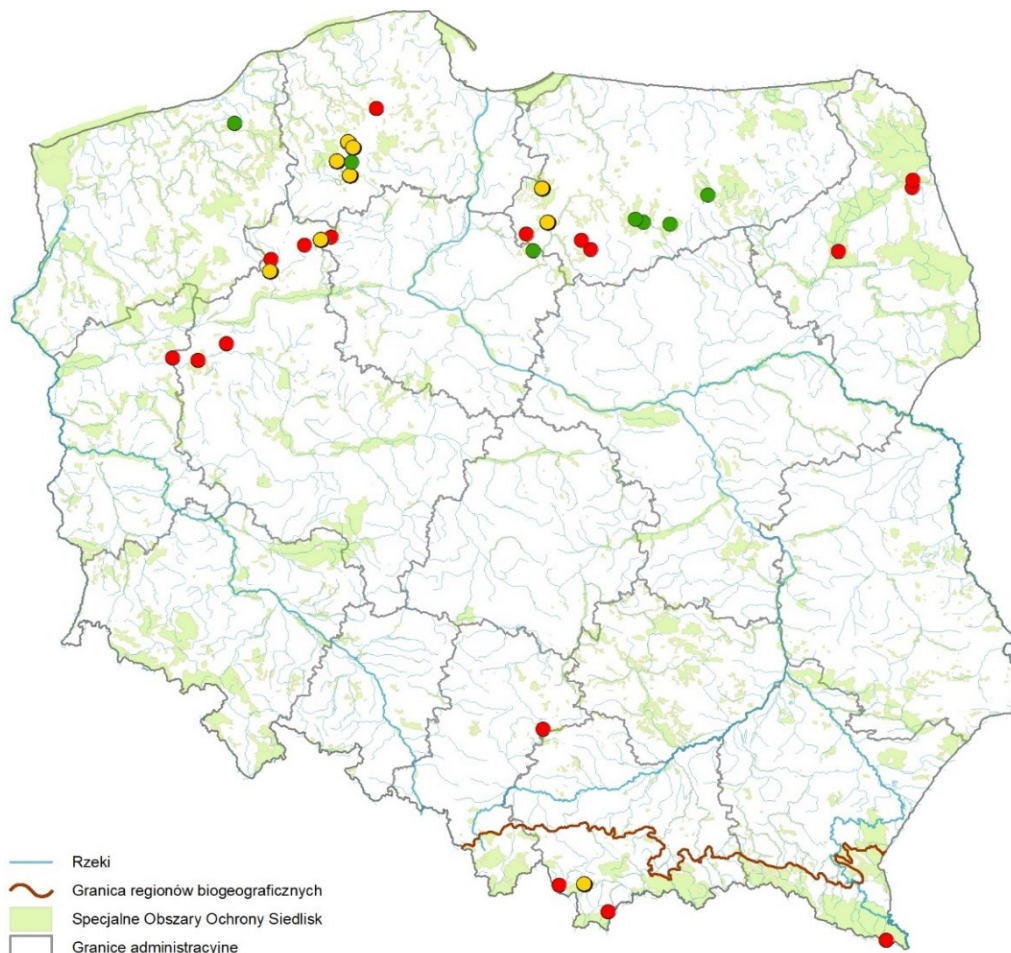 Rzeki
Granica regionów biogeograficznych
Specjalne Obszary Ochrony Siedlisk
Granice administracyjne